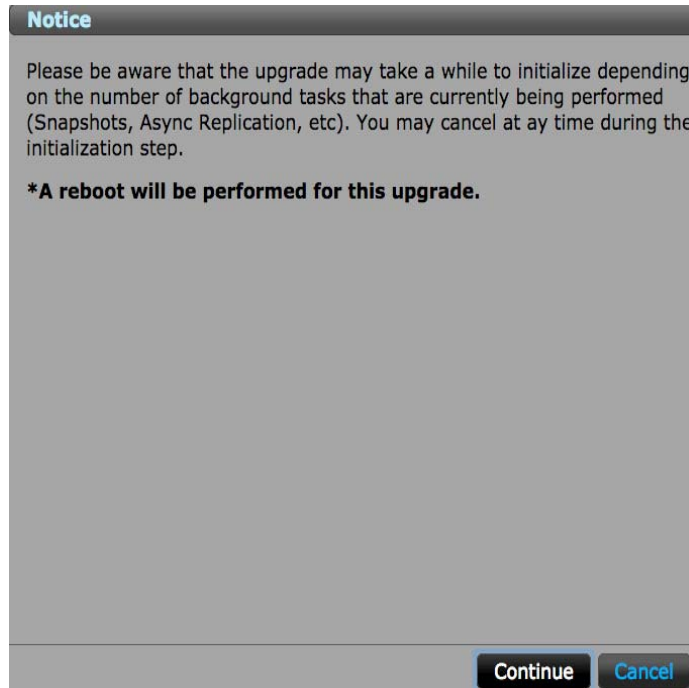 Notice
Please be aware that the upgrade may take a while to initialize depending
on the number of background tasks that are currently being performed
(Snapshots, Async Replication, etc). You may cancel at ay time during the
initialization step.
*A reboot will be performed for this upgrade.
Continue Cancel